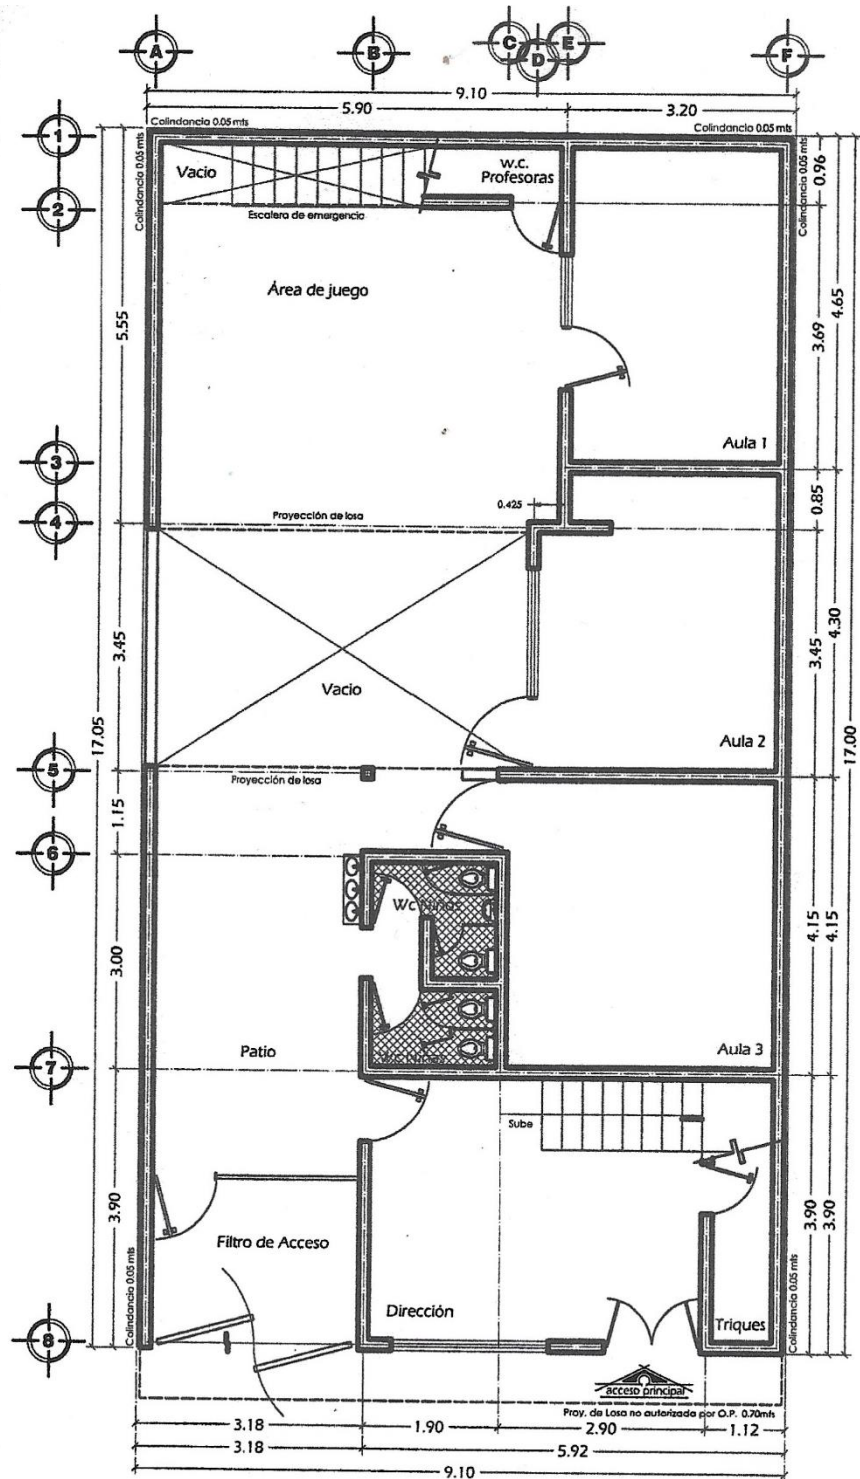 A
B
C
D
E
F
9.10
5.90
3.20
Colindancia 0.05 mts
Colindancia 0.05 mts
1
Colindancia 0.05 mts
Vacio
w.c.
Profesoras
Colindancia 0.05 mts
0.96
2
Escalera de emergencia
Área de juego
5.55
3.69
4.65
Aula 1
3
0.425
0.85
4
Proyección de losa
3.45
Vacio
3.45
4.30
17.05
17.00
Aula 2
5
Proyección de losa
1.15
6
Wc Niños
3.00
4.15
4.15
Patio
Aula 3
7
Sube
3.90
3.90
3.90
Filtro de Acceso
Colindancia 0.05 mts
Colindancia 0.05 mts
Dirección
Triques
8
acceso principal
Proy. de Losa no autorizada por O.P. 0.70mts
3.18
1.90
2.90
1.12
3.18
5.92
9.10